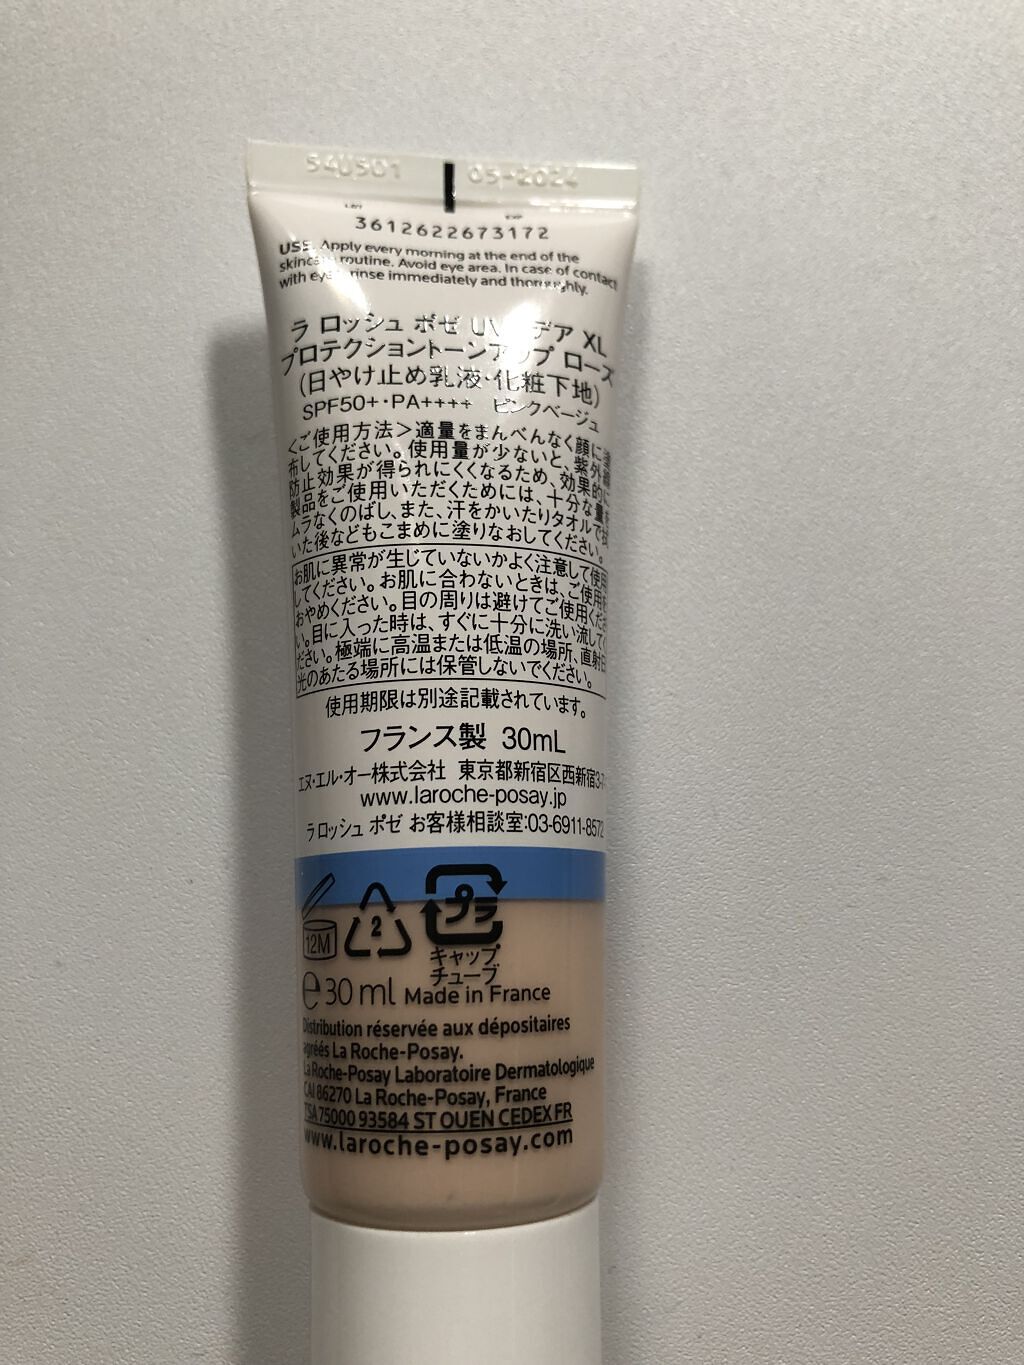 54U501 05-2024
LOT EXP
3612622673172
USE. Apply every morning at the end of the
skincare routine. Avoid eye area. In case of contact
with eyes, rinse immediately and thoroughly.
ラ ロッシュ ポゼ UVイデア XL
プロテクショントーンアップ ローズ
(日やけ止め乳液・化粧下地)
SPF50+・PA++++ ピンクベージュ
<ご使用方法>適量をまんべんなく顔に塗
布してください。使用量が少ないと、紫外線
防止効果が得られにくくなるため、効果的に
製品をご使用いただくためには、十分な量を
ムラなくのばし、また、汗をかいたりタオルで拭
いた後などもこまめに塗りなおしてください。
お肌に異常が生じていないかよく注意して使用
してください。お肌に合わないときは、ご使用を
おやめください。目の周りは避けてご使用くださ
い。目に入った時は、すぐに十分に洗い流してく
ださい。極端に高温または低温の場所、直射日
光のあたる場所には保管しないでください。
使用期限は別途記載されています。
フランス製 30mL
エヌ・エル・オー株式会社 東京都新宿区西新宿3-7-
www.laroche-posay.jp
ラ ロッシュ ポゼ お客様相談室:03-6911-8572
12M 2 プラ
キャップ
チューブ
e 30 ml Made in France
Distribution réservée aux dépositaires
agréés La Roche-Posay.
La Roche-Posay Laboratoire Dermatologique
CAI 86270 La Roche-Posay, France
TSA 75000 93584 ST OUEN CEDEX FR
www.laroche-posay.com